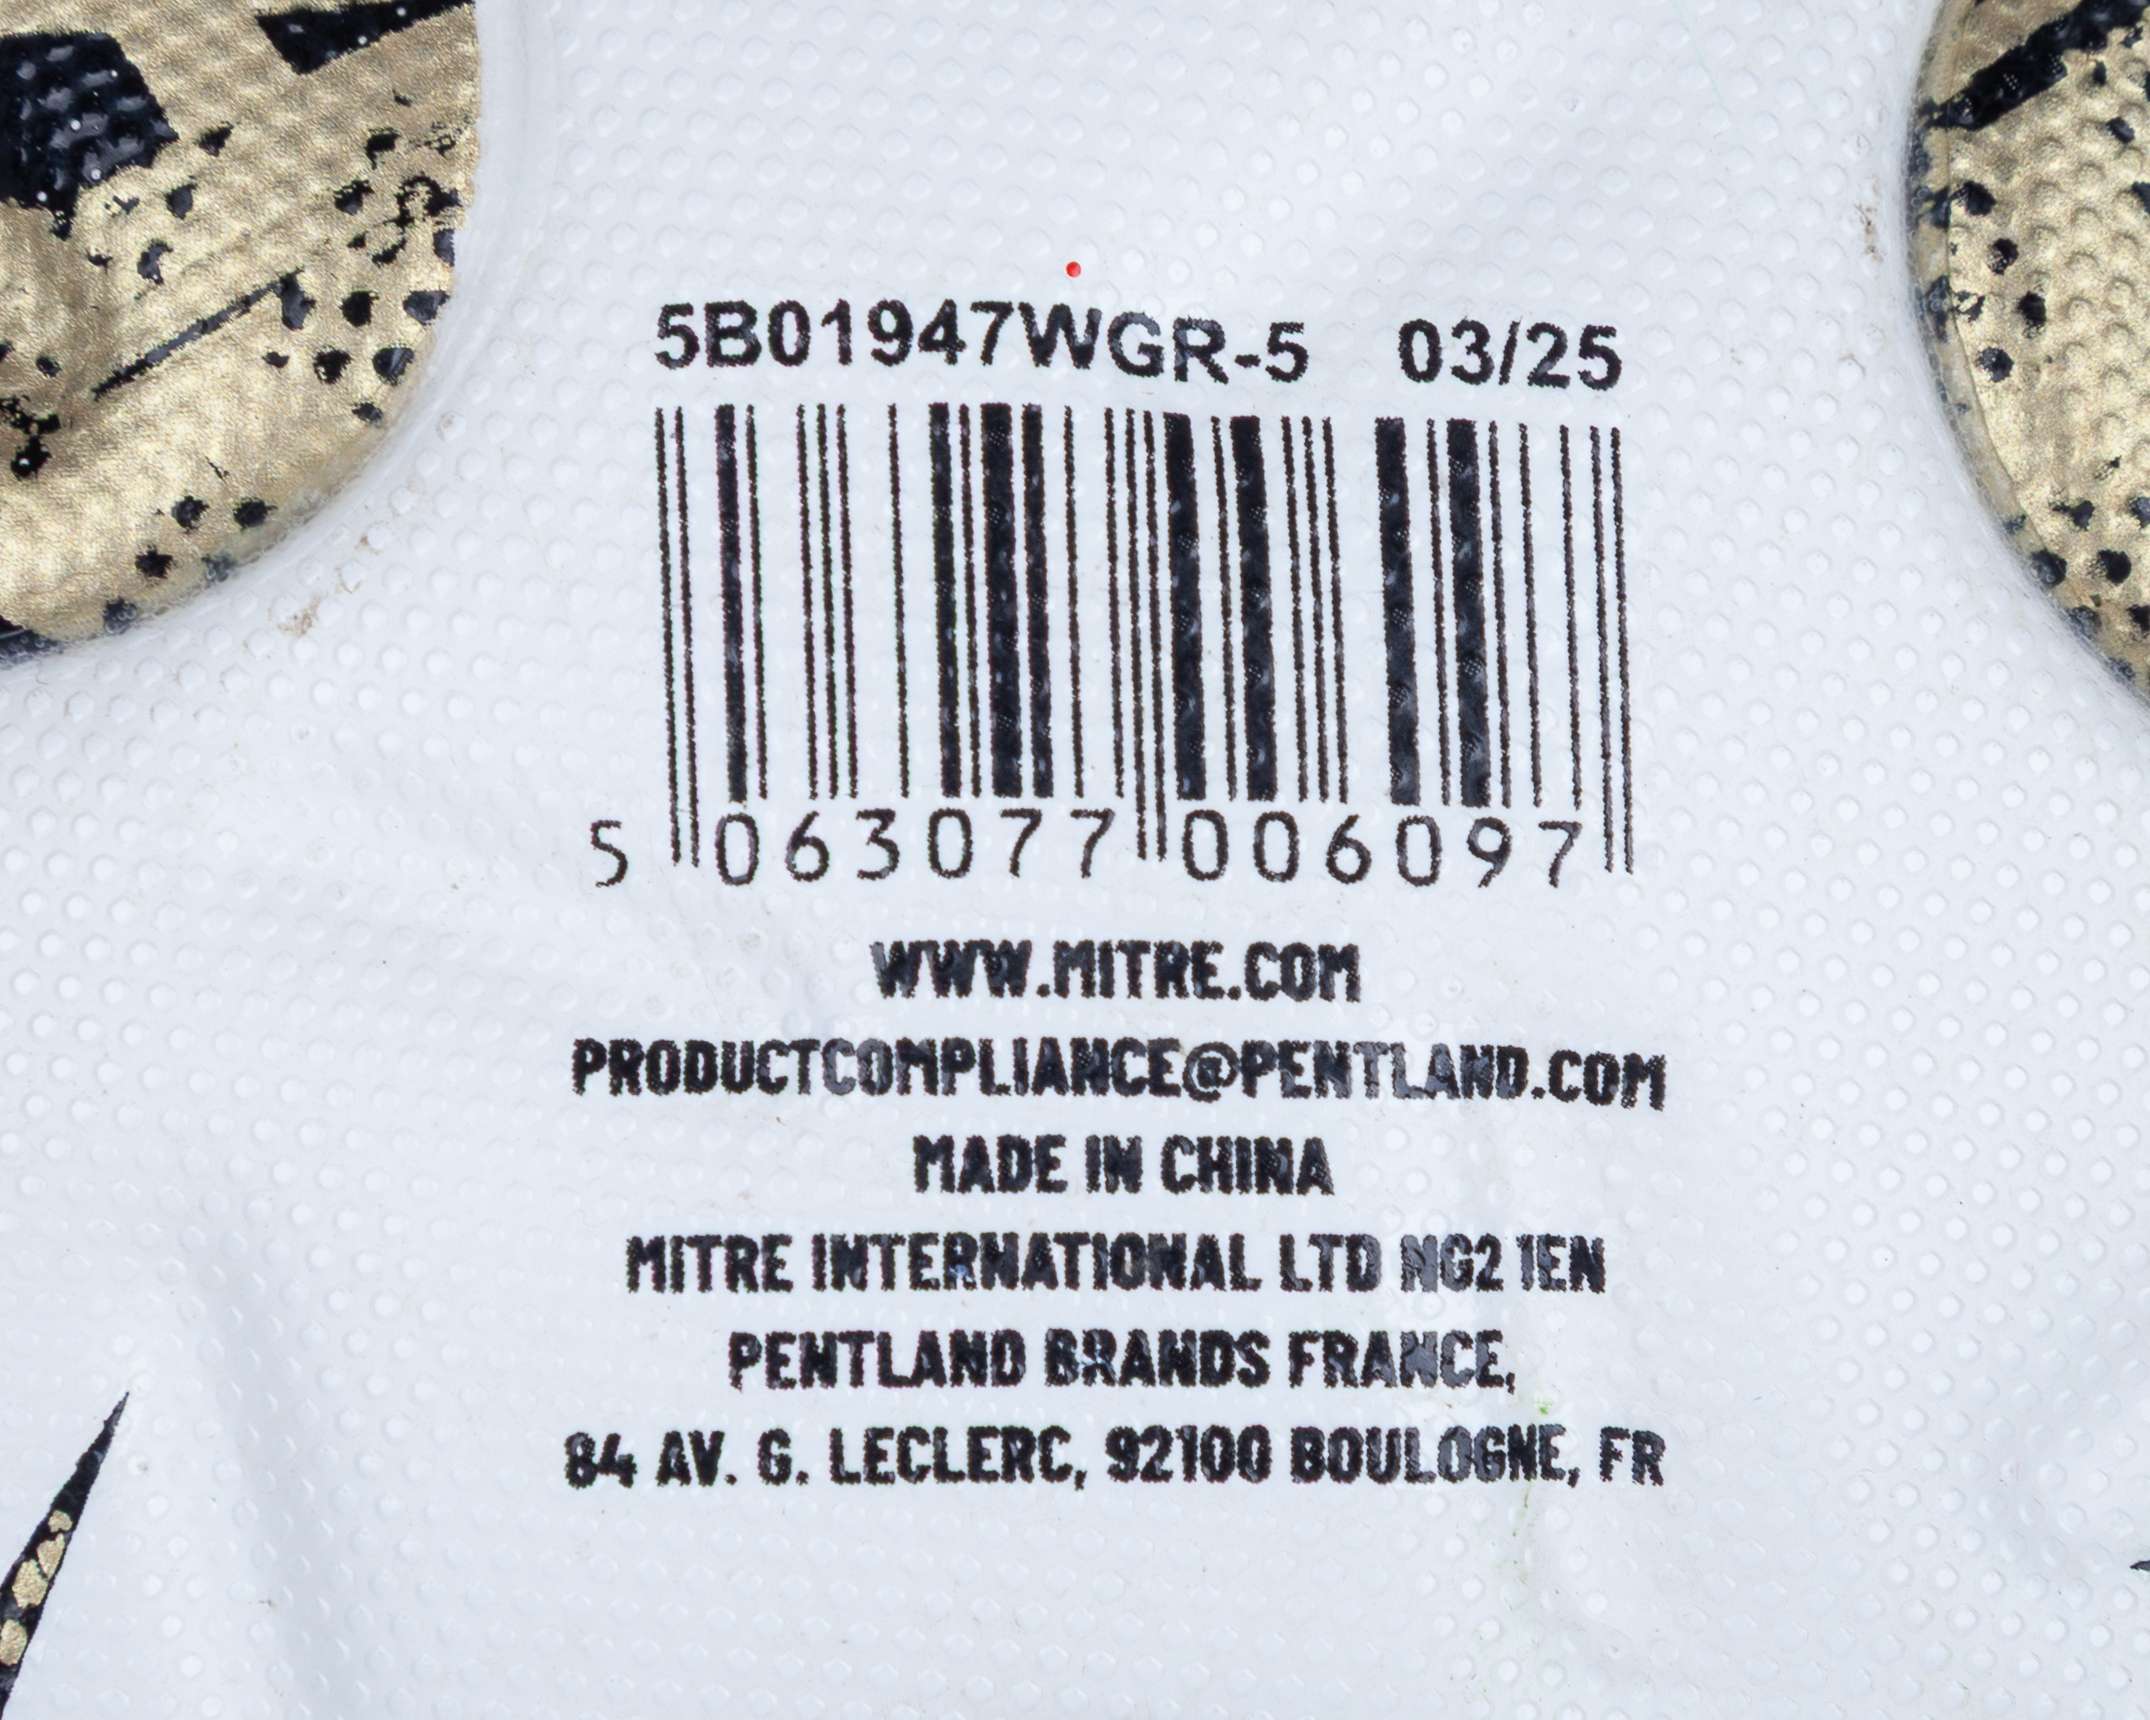 5B01947WGR-5 03/25
5 063077 006097
WWW.MITRE.COM
PRODUCTCOMPLIANCE@PENTLAND.COM
MADE IN CHINA
MITRE INTERNATIONAL LTD NG2 1EN
PENTLAND BRANDS FRANCE,
84 AV. G. LECLERC, 92100 BOULOGNE, FR